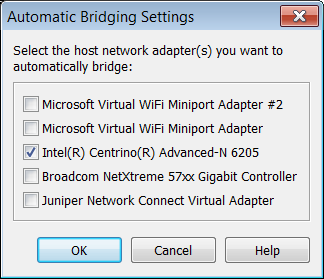 Automatic Bridging Settings
Select the host network adapter(s) you want to
automatically bridge:
Microsoft Virtual WiFi Miniport Adapter #2
Microsoft Virtual WiFi Miniport Adapter
Intel(R) Centrino(R) Advanced-N 6205
Broadcom NetXtreme 57xx Gigabit Controller
Juniper Network Connect Virtual Adapter
OK Cancel Help